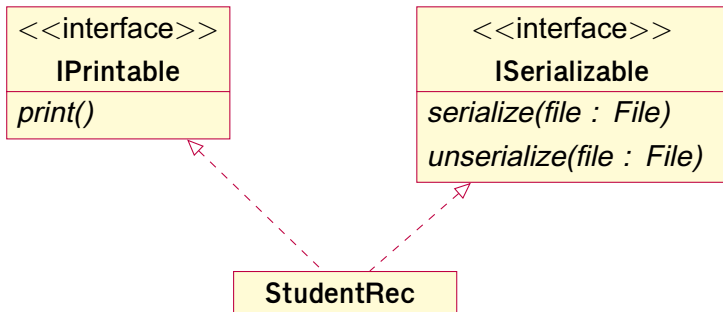 <<interface>>
IPrintable
print()
<<interface>>
ISerializable
serialize(file : File)
unserialize(file : File)
StudentRec